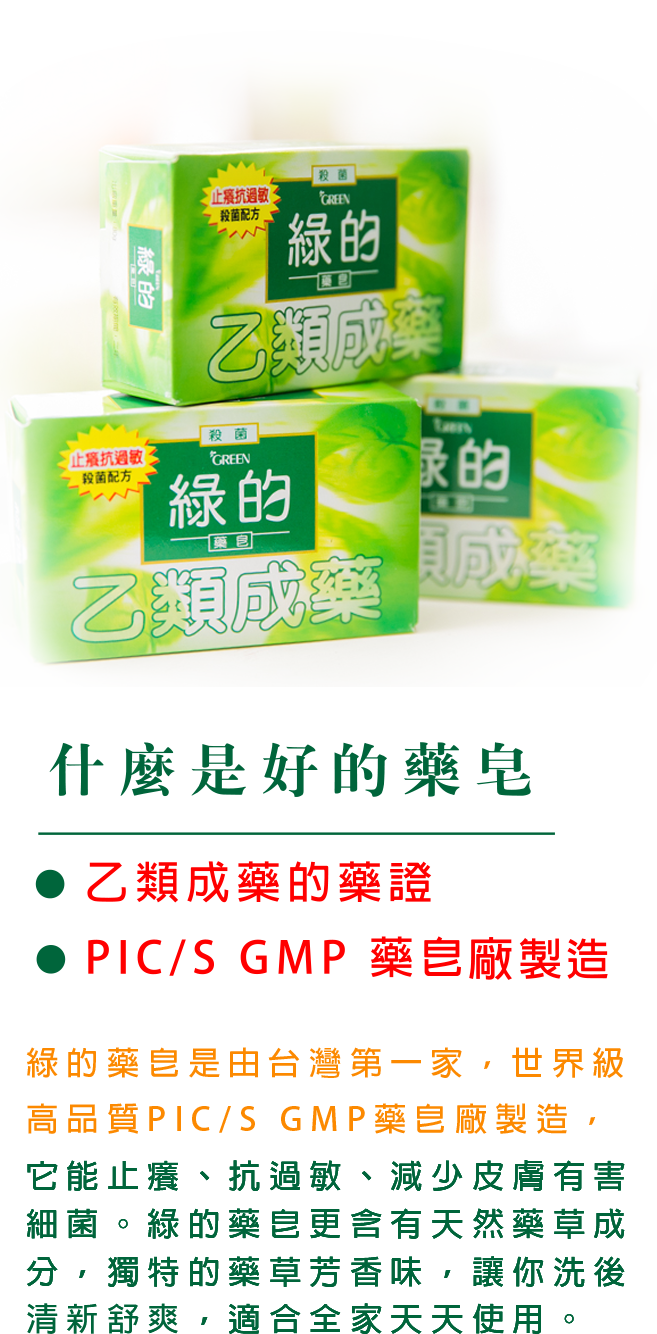 殺菌
止癢抗過敏
殺菌配方
GREEN
綠的
藥皂
乙類成藥
綠的
殺菌
止癢抗過敏
殺菌配方
GREEN
綠的
藥皂
乙類成藥
殺菌
GREEN
綠的
藥皂
類成藥
什麼是好的藥皂
● 乙類成藥的藥證
● PIC/S GMP 藥皂廠製造
綠的藥皂是由台灣第一家，世界級
高品質PIC/S GMP藥皂廠製造，
它能止癢、抗過敏、減少皮膚有害
細菌。綠的藥皂更含有天然藥草成
分，獨特的藥草芳香味，讓你洗後
清新舒爽，適合全家天天使用。